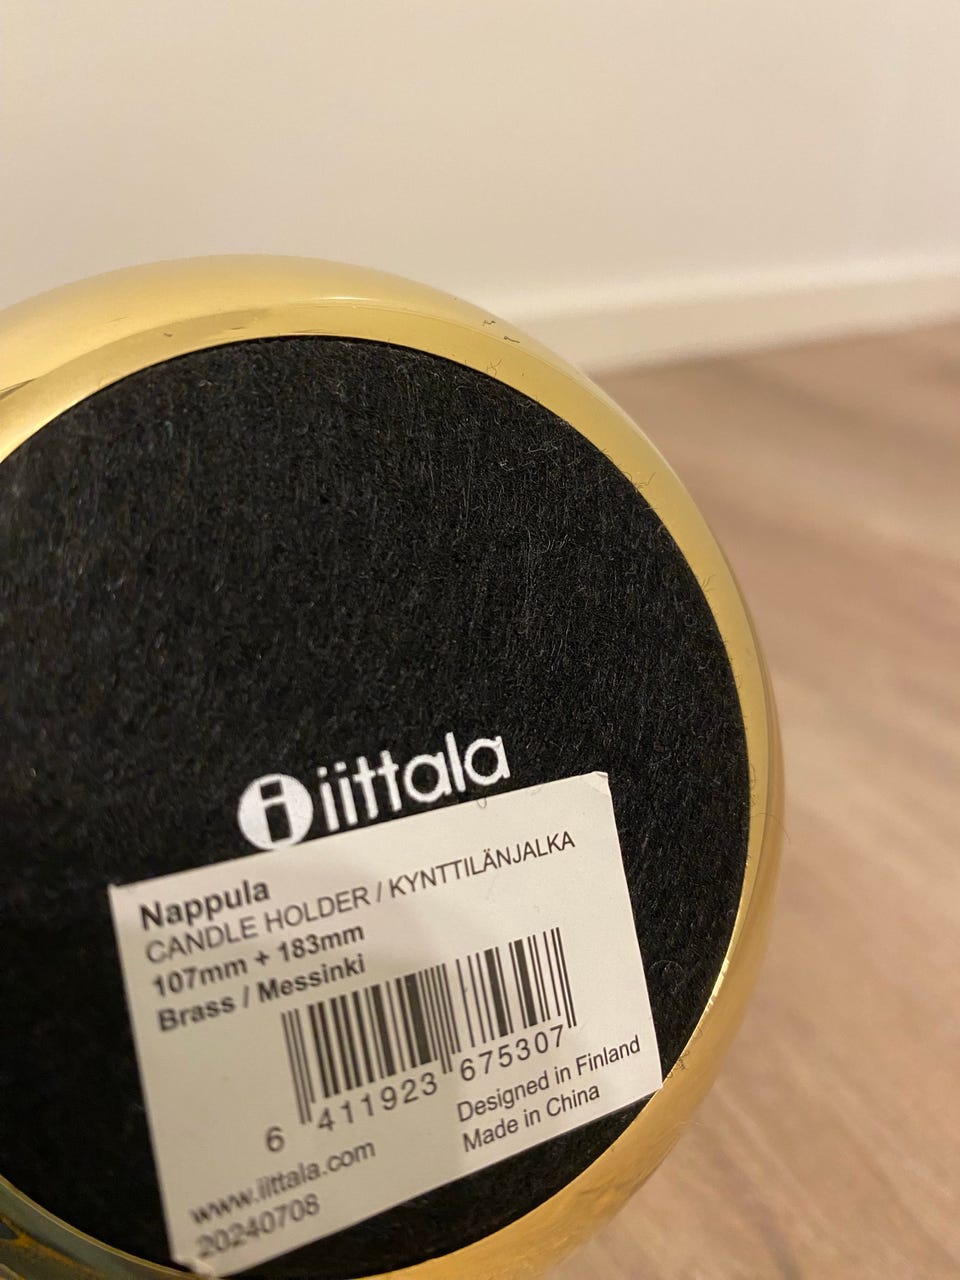 iittala
Nappula
CANDLE HOLDER / KYNTTILÄNJALKA
107mm + 183mm
Brass / Messinki
6 411923 675307
Designed in Finland
Made in China
www.iittala.com
20240708